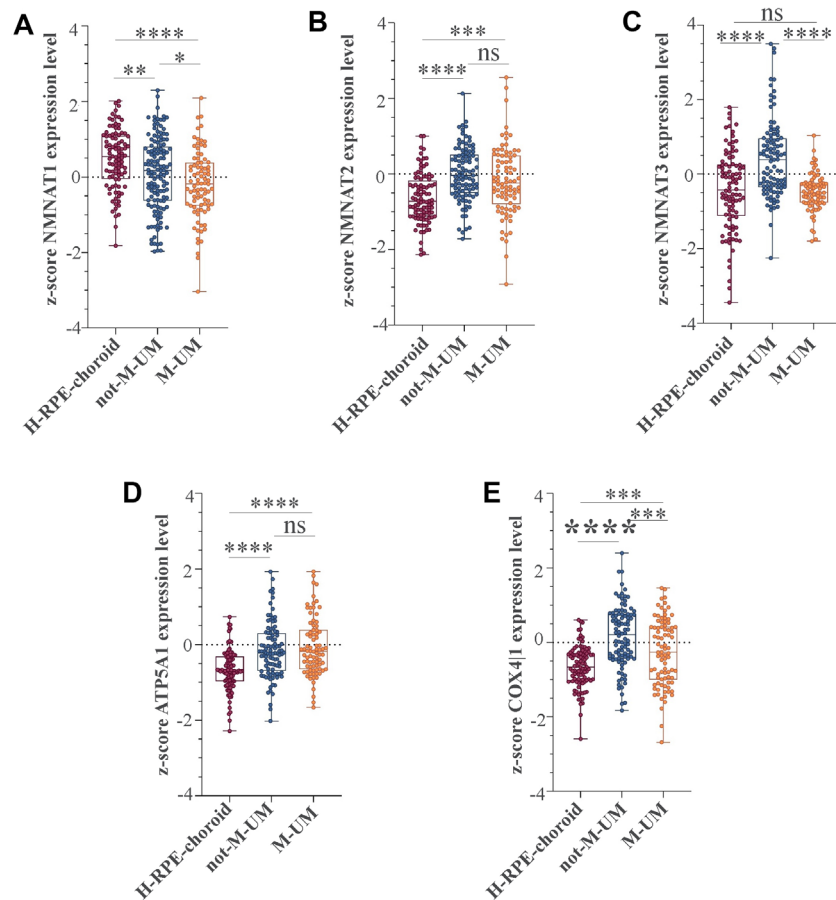 A
z-score NMNAT1 expression level
4
2
0
-2
-4
****
**
*
H-RPE-choroid
not-M-UM
M-UM
B
z-score NMNAT2 expression level
4
2
0
-2
-4
***
****
ns
H-RPE-choroid
not-M-UM
M-UM
C
z-score NMNAT3 expression level
4
2
0
-2
-4
ns
****
****
H-RPE-choroid
not-M-UM
M-UM
D
z-score ATP5A1 expression level
4
2
0
-2
-4
****
****
ns
H-RPE-choroid
not-M-UM
M-UM
E
z-score COX4|1 expression level
4
2
0
-2
-4
***
****
***
H-RPE-choroid
not-M-UM
M-UM